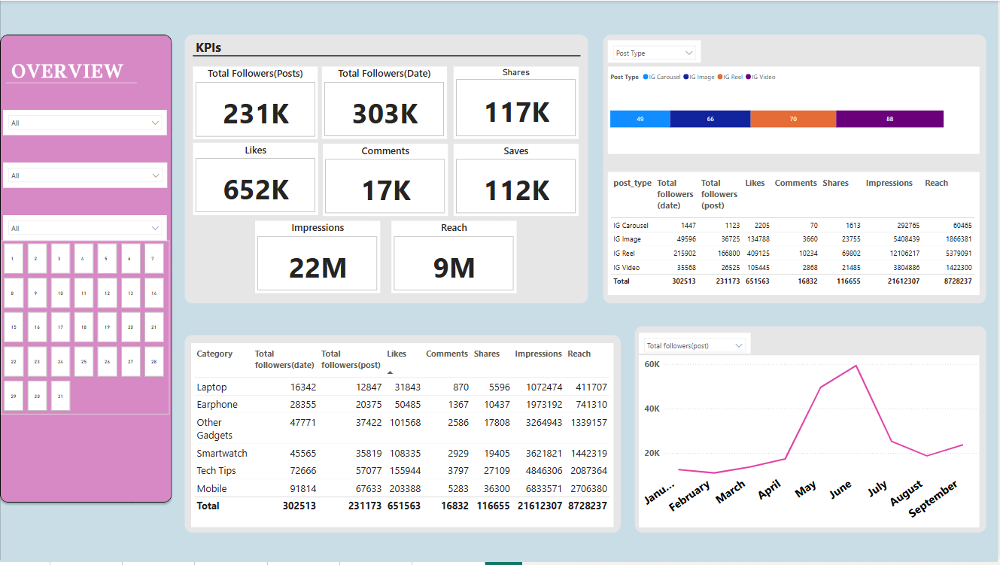 OVERVIEW
All
All
All
1 2 3 4 5 6 7
8 9 10 11 12 13 14
15 16 17 18 19 20 21
22 23 24 25 26 27 28
29 30 31
KPIs
Total Followers(Posts) Total Followers(Date) Shares
231K 303K 117K
Likes Comments Saves
652K 17K 112K
Impressions Reach
22M 9M
Post Type
Post Type IG Carousel IG Image IG Reel IG Video
49 66 70 88
post_type Total Total Likes Comments Shares Impressions Reach
followers followers
(date) (post)
IG Carousel 1447 1123 2205 70 1613 292765 60465
IG Image 49596 36725 134788 3660 23755 5408439 1866381
IG Reel 215902 166800 409125 10234 69802 12106217 5379091
IG Video 35568 26525 105445 2868 21485 3804886 1422300
Total 302513 231173 651563 16832 116655 21612307 8728237
Category Total Total Likes Comments Shares Impressions Reach
followers(date) followers(post)
Laptop 16342 12847 31843 870 5596 1072474 411707
Earphone 28355 20375 50485 1367 10437 1973192 741310
Other 47771 37422 101568 2586 17808 3264943 1339157
Gadgets
Smartwatch 45565 35819 108335 2929 19405 3621821 1442319
Tech Tips 72666 57077 155944 3797 27109 4846306 2087364
Mobile 91814 67633 203388 5283 36300 6833571 2706380
Total 302513 231173 651563 16832 116655 21612307 8728237
Total followers(post)
60K
40K
20K
Janu... February March April May June July August September